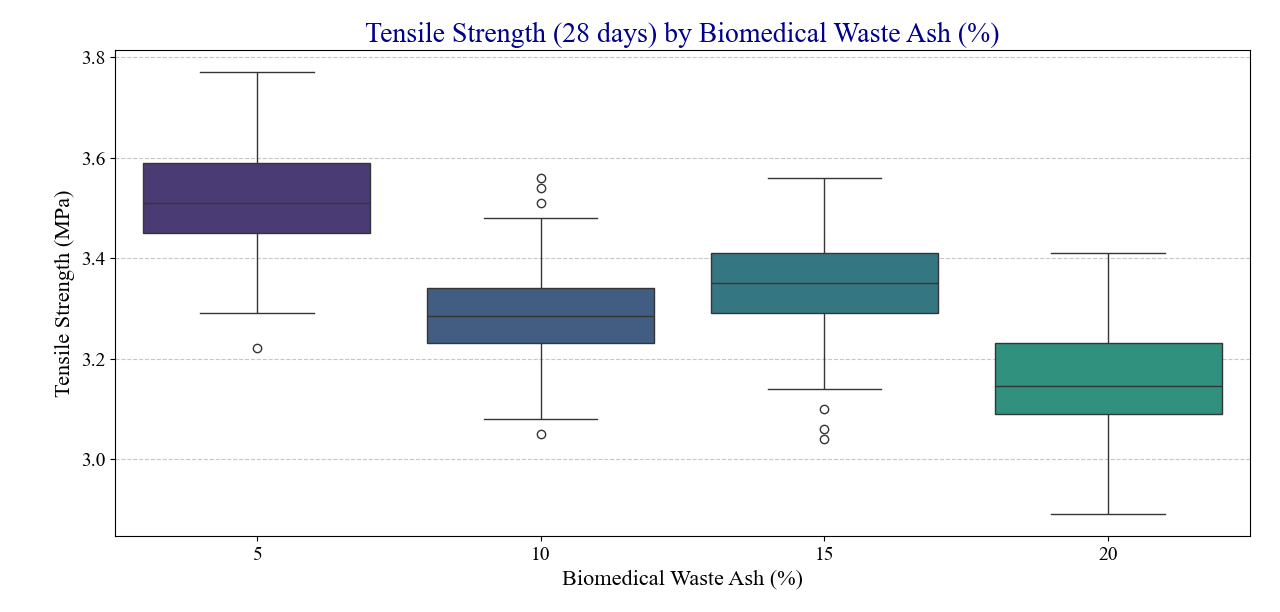 Tensile Strength (28 days) by Biomedical Waste Ash (%)
Tensile Strength (MPa)
3.8
3.6
3.4
3.2
3.0
5 10 15 20
Biomedical Waste Ash (%)